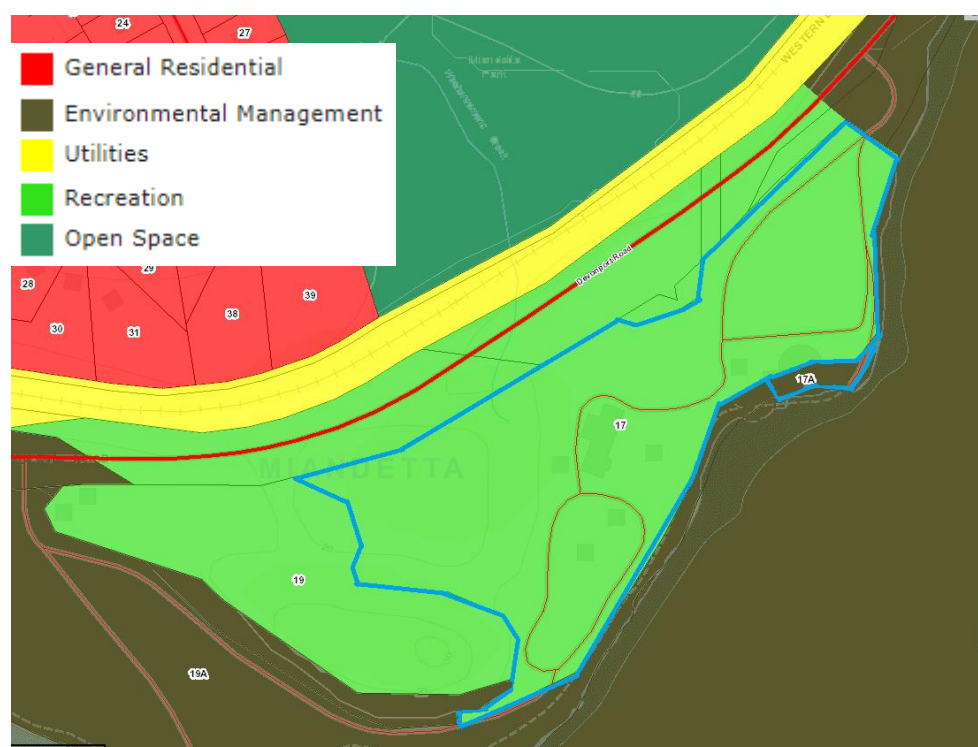 24
27
WESTERN
General Residential
Environmental Management
Utilities
Recreation
Open Space
29
28
39
38
30
31
Devonport Road
17A
17
MIANDETTA
19
19A